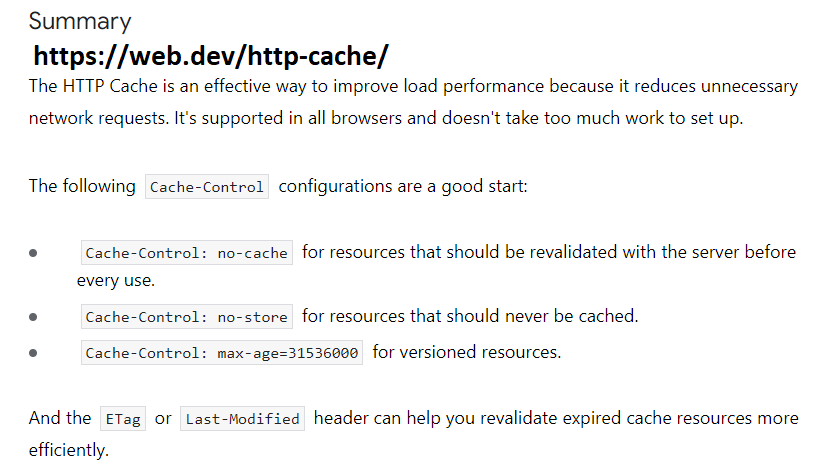 Summary
https://web.dev/http-cache/
The HTTP Cache is an effective way to improve load performance because it reduces unnecessary
network requests. It's supported in all browsers and doesn't take too much work to set up.
The following Cache-Control configurations are a good start:
● Cache-Control: no-cache for resources that should be revalidated with the server before
every use.
● Cache-Control: no-store for resources that should never be cached.
● Cache-Control: max-age=31536000 for versioned resources.
And the ETag or Last-Modified header can help you revalidate expired cache resources more
efficiently.